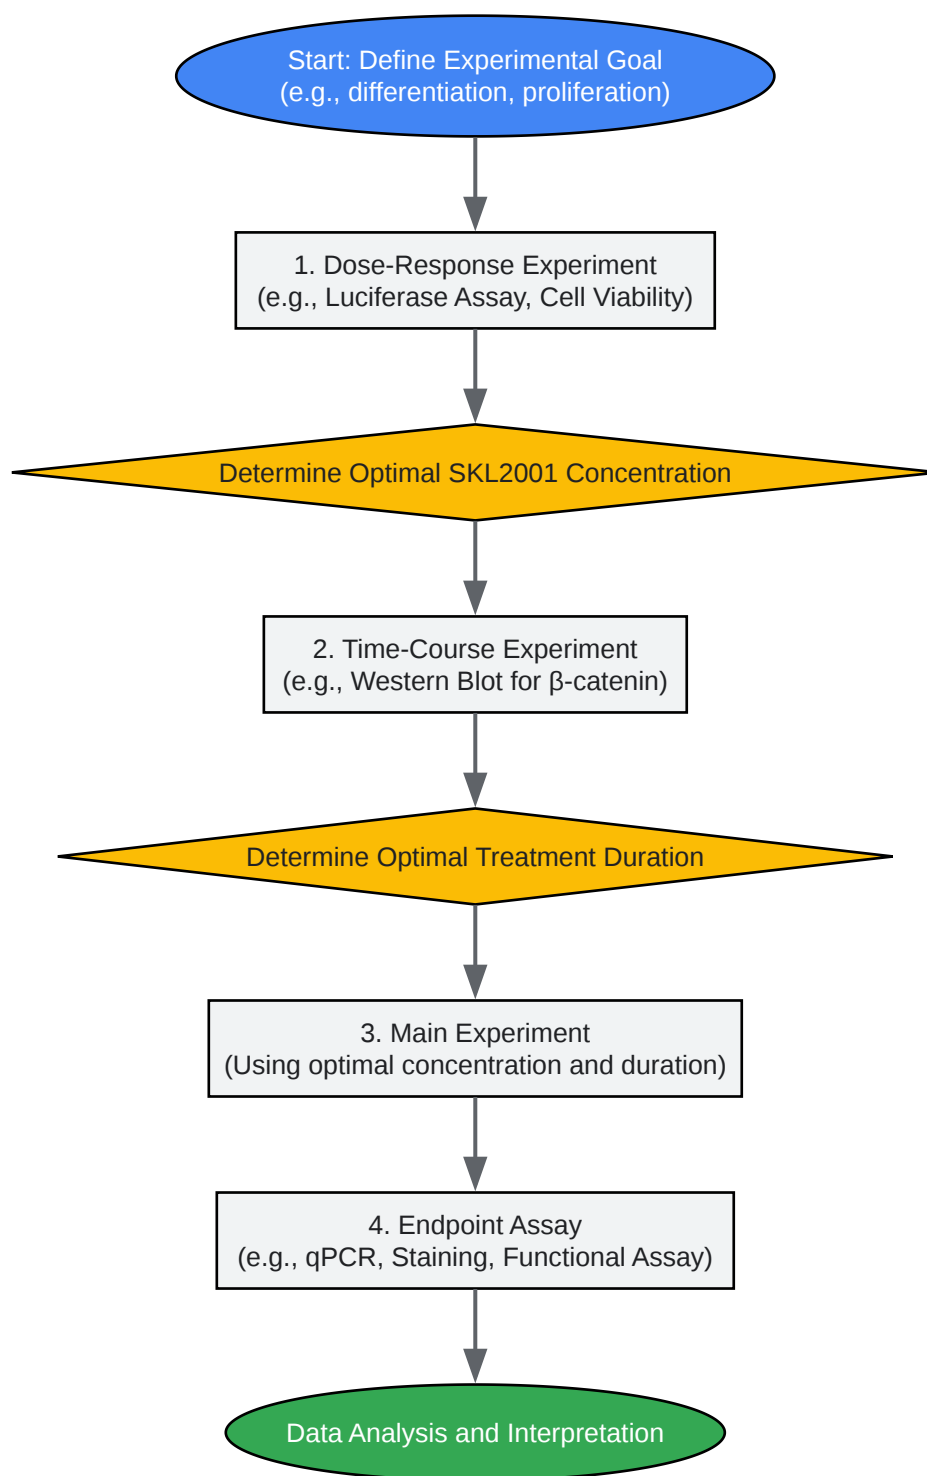 Start: Define Experimental Goal
(e.g., differentiation, proliferation)
1. Dose-Response Experiment
(e.g., Luciferase Assay, Cell Viability)
Determine Optimal SKL2001 Concentration
2. Time-Course Experiment
(e.g., Western Blot for β-catenin)
Determine Optimal Treatment Duration
3. Main Experiment
(Using optimal concentration and duration)
4. Endpoint Assay
(e.g., qPCR, Staining, Functional Assay)
Data Analysis and Interpretation